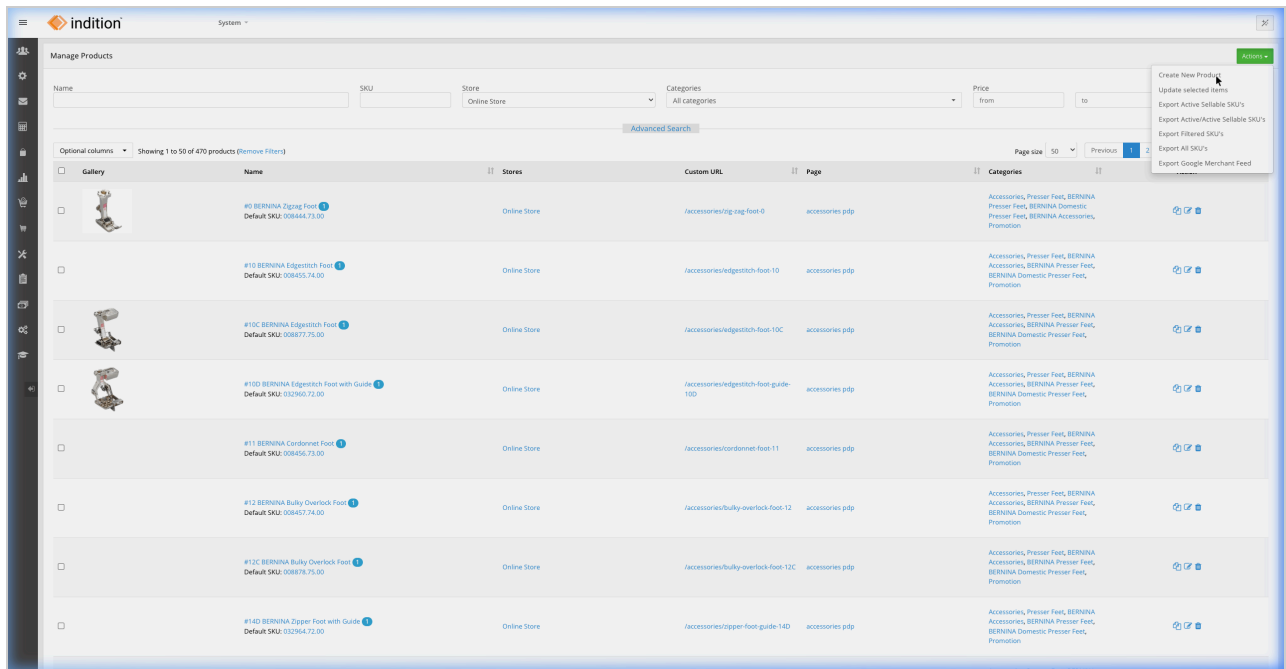 indition
System
Manage Products
Actions
Create New Product
Update selected items
Export Active Sellable SKU's
Export Active/Active Sellable SKU's
Export Filtered SKU's
Export All SKU's
Export Google Merchant Feed
Name
SKU
Store
Categories
Price
Online Store
All categories
from
to
Advanced Search
Optional columns
Showing 1 to 50 of 470 products (Remove Filters)
Page size 50
Previous 1 2
Gallery Name Stores Custom URL Page Categories
#0 BERNINA Zigzag Foot 1
Default SKU: 008444.73.00
Online Store
/accessories/zig-zag-foot-0
accessories pdp
Accessories, Presser Feet, BERNINA
Presser Feet, BERNINA Domestic
Presser Feet, BERNINA Accessories,
Promotion
#10 BERNINA Edgestitch Foot 1
Default SKU: 008455.74.00
Online Store
/accessories/edgestitch-foot-10
accessories pdp
Accessories, Presser Feet, BERNINA
Accessories, BERNINA Presser Feet,
BERNINA Domestic Presser Feet,
Promotion
#10C BERNINA Edgestitch Foot 1
Default SKU: 008877.75.00
Online Store
/accessories/edgestitch-foot-10C
accessories pdp
Accessories, Presser Feet, BERNINA
Accessories, BERNINA Presser Feet,
BERNINA Domestic Presser Feet,
Promotion
#10D BERNINA Edgestitch Foot with Guide 1
Default SKU: 032960.72.00
Online Store
/accessories/edgestitch-foot-guide-
10D
accessories pdp
Accessories, Presser Feet, BERNINA
Accessories, BERNINA Presser Feet,
BERNINA Domestic Presser Feet,
Promotion
#11 BERNINA Cordonnet Foot 1
Default SKU: 008456.73.00
Online Store
/accessories/cordonnet-foot-11
accessories pdp
Accessories, Presser Feet, BERNINA
Accessories, BERNINA Presser Feet,
BERNINA Domestic Presser Feet,
Promotion
#12 BERNINA Bulky Overlock Foot 1
Default SKU: 008457.74.00
Online Store
/accessories/bulky-overlock-foot-12
accessories pdp
Accessories, Presser Feet, BERNINA
Accessories, BERNINA Presser Feet,
BERNINA Domestic Presser Feet,
Promotion
#12C BERNINA Bulky Overlock Foot 1
Default SKU: 008878.75.00
Online Store
/accessories/bulky-overlock-foot-12C
accessories pdp
Accessories, Presser Feet, BERNINA
Accessories, BERNINA Presser Feet,
BERNINA Domestic Presser Feet,
Promotion
#14D BERNINA Zipper Foot with Guide 1
Default SKU: 032964.72.00
Online Store
/accessories/zipper-foot-guide-14D
accessories pdp
Accessories, Presser Feet, BERNINA
Accessories, BERNINA Presser Feet,
BERNINA Domestic Presser Feet,
Promotion